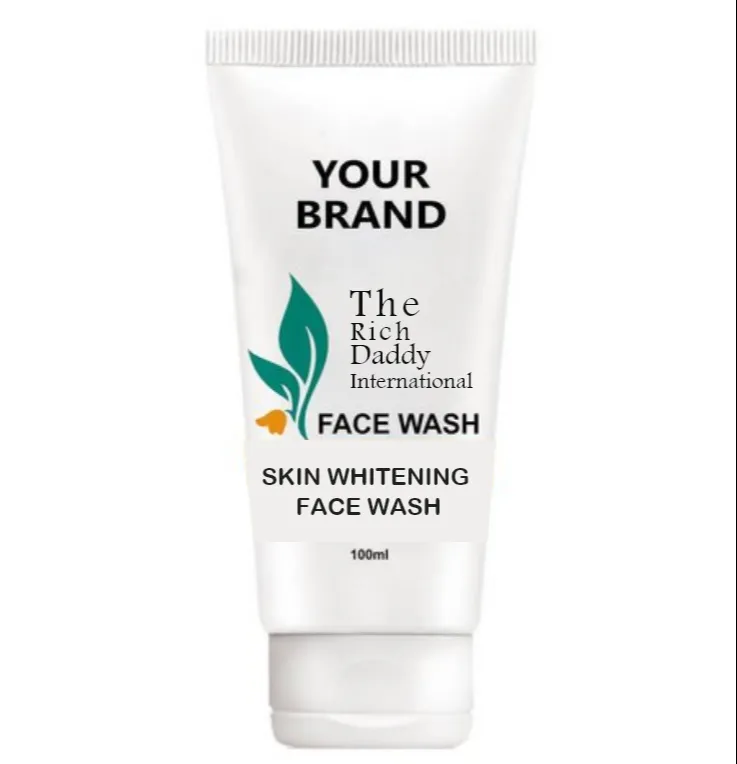 YOUR
BRAND
The
Rich
Daddy
International
FACE WASH
SKIN WHITENING
FACE WASH
100ml